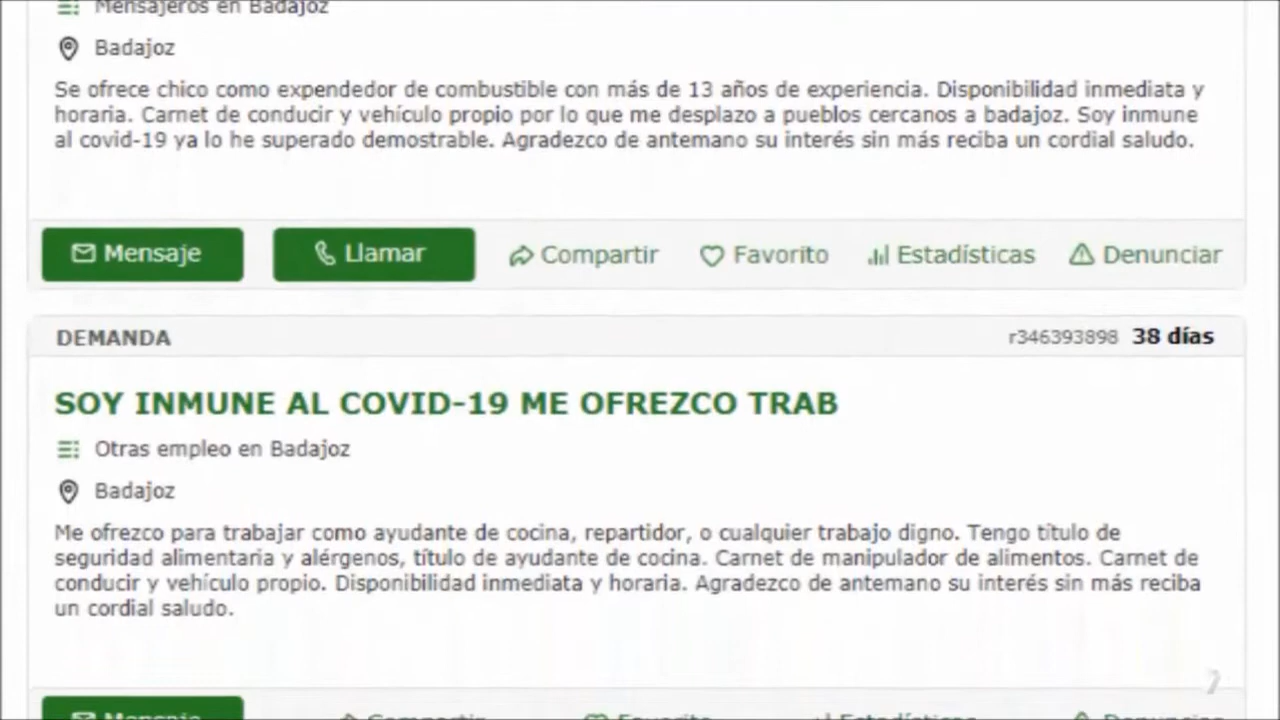 Mensajeros en Badajoz
Badajoz
Se ofrece chico como expendedor de combustible con más de 13 años de experiencia. Disponibilidad inmediata y
horaria. Carnet de conducir y vehículo propio por lo que me desplazo a pueblos cercanos a badajoz. Soy inmune
al covid-19 ya lo he superado demostrable. Agradezco de antemano su interés sin más reciba un cordial saludo.
Mensaje Llamar Compartir Favorito Estadísticas Denunciar
DEMANDA r346393898 38 días
SOY INMUNE AL COVID-19 ME OFREZCO TRAB
Otras empleo en Badajoz
Badajoz
Me ofrezco para trabajar como ayudante de cocina, repartidor, o cualquier trabajo digno. Tengo título de
seguridad alimentaria y alérgenos, título de ayudante de cocina. Carnet de manipulador de alimentos. Carnet de
conducir y vehículo propio. Disponibilidad inmediata y horaria. Agradezco de antemano su interés sin más reciba
un cordial saludo.
Mensaje Compartir Favorito Estadísticas Denunciar